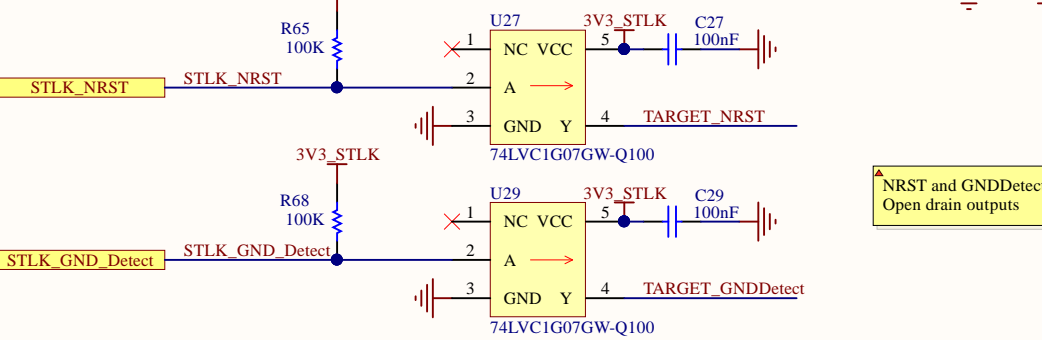 R65
100K
STLK_NRST
STLK_NRST
U27
1
NC VCC
5
3V3_STLK
C27
100nF
2
A
3
GND Y
4
TARGET_NRST
74LVC1G07GW-Q100
3V3_STLK
R68
100K
STLK_GND_Detect
STLK_GND_Detect
U29
1
NC VCC
5
3V3_STLK
C29
100nF
2
A
3
GND Y
4
TARGET_GNDDetect
74LVC1G07GW-Q100
NRST and GNDDetect
Open drain outputs